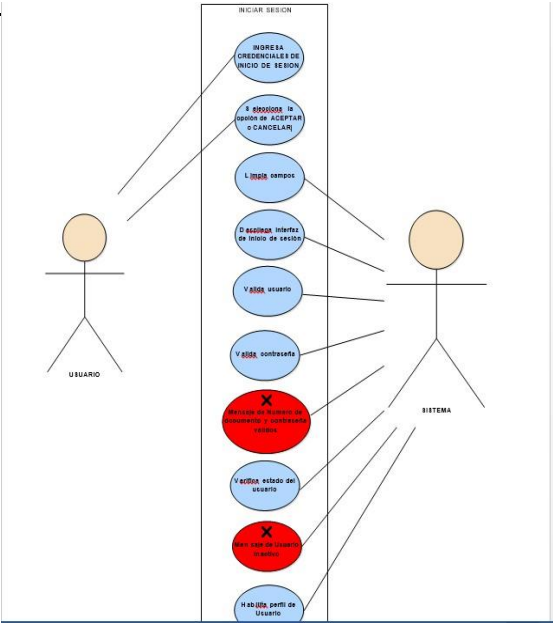 INICIAR SESION
INGRESA
CREDENCIALES DE
INICIO DE SESION
Selecciona la
opción de ACEPTAR
o CANCELAR|
Limpia campos
Despliega interfaz
de inicio de sesión
Valida usuario
Valida contraseña
USUARIO
SISTEMA
Mensaje de Numero de
documento y contraseña
Verifica estado del
usuario
Mensaje de Usuario
inactivo
Habilita perfil de
Usuario